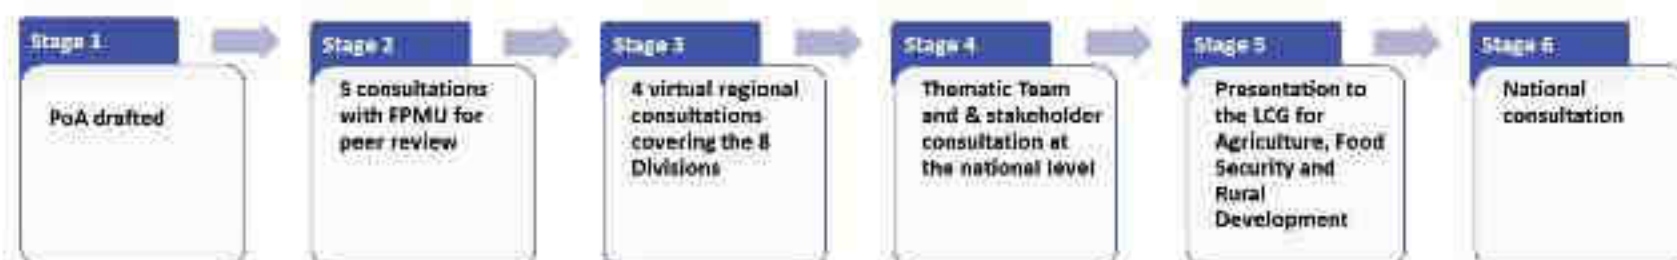 Stage 1
PoA drafted
Stage 2
5 consultations
with FPMU for
peer review
Stage 3
4 virtual regional
consultations
covering the 8
Divisions
Stage 4
Thematic Team
and & stakeholder
consultation at
the national level
Stage 5
Presentation to
the LCG for
Agriculture, Food
Security and
Rural
Development
Stage 6
National
consultation